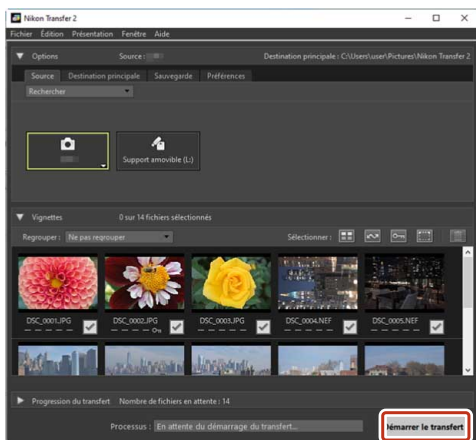 Nikon Transfer 2
Fichier Édition Présentation Fenêtre Aide
Options Source : Destination principale : C:\Users\user\Pictures\Nikon Transfer 2
Source Destination principale Sauvegarde Préférences
Rechercher
Support amovible (L:)
Vignettes 0 sur 14 fichiers sélectionnés
Regrouper : Ne pas regrouper Sélectionner :
DSC_0001.JPG DSC_0002.JPG DSC_0003.JPG DSC_0004.NEF DSC_0005.NEF
Progression du transfert Nombre de fichiers en attente : 14
Processus : En attente du démarrage du transfert... Démarrer le transfert